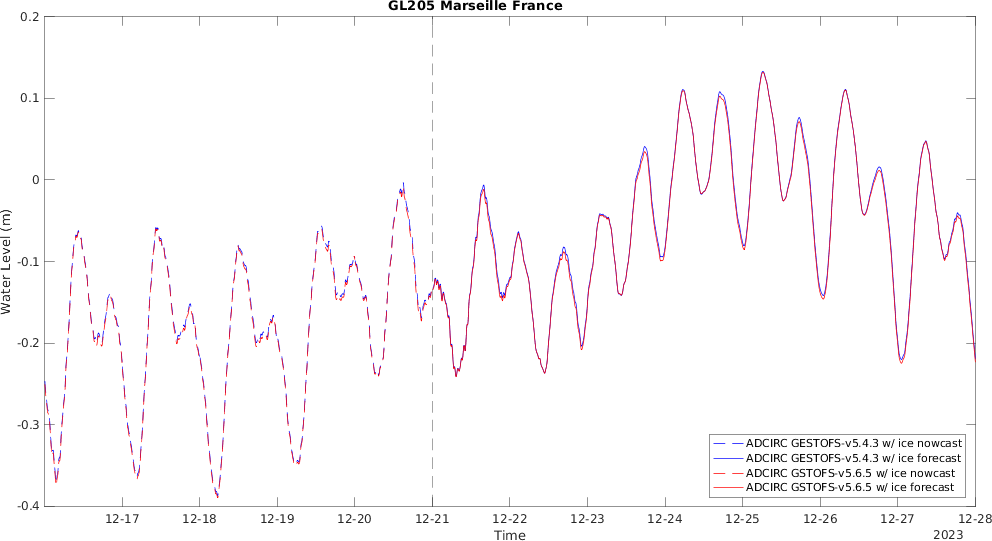 GL205 Marseille France
0.2
0.1
0
-0.1
-0.2
-0.3
-0.4
Water Level (m)
ADCIRC GESTOFS-v5.4.3 w/ ice nowcast
ADCIRC GESTOFS-v5.4.3 w/ ice forecast
ADCIRC GSTOFS-v5.6.5 w/ ice nowcast
ADCIRC GSTOFS-v5.6.5 w/ ice forecast
12-17 12-18 12-19 12-20 12-21 12-22 12-23 12-24 12-25 12-26 12-27 12-28
Time
2023